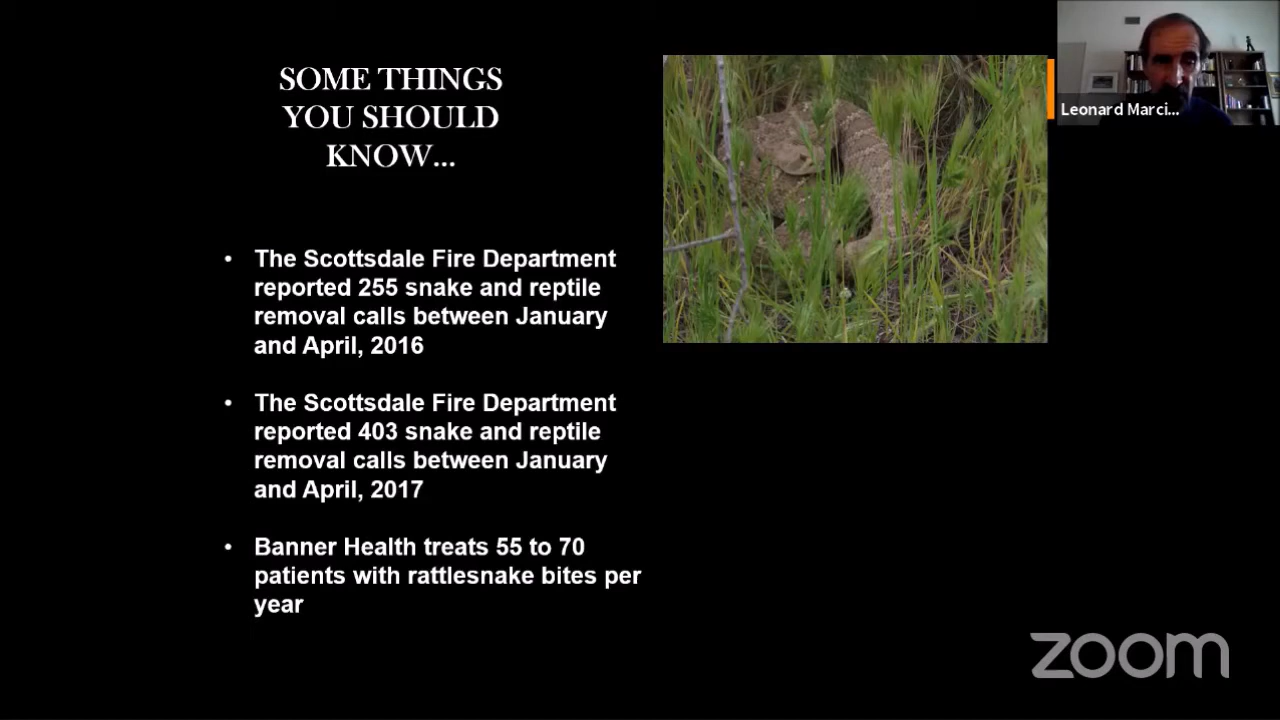 SOME THINGS
YOU SHOULD
KNOW...
• The Scottsdale Fire Department
reported 255 snake and reptile
removal calls between January
and April, 2016
• The Scottsdale Fire Department
reported 403 snake and reptile
removal calls between January
and April, 2017
• Banner Health treats 55 to 70
patients with rattlesnake bites per
year
Leonard Marci...
zoom